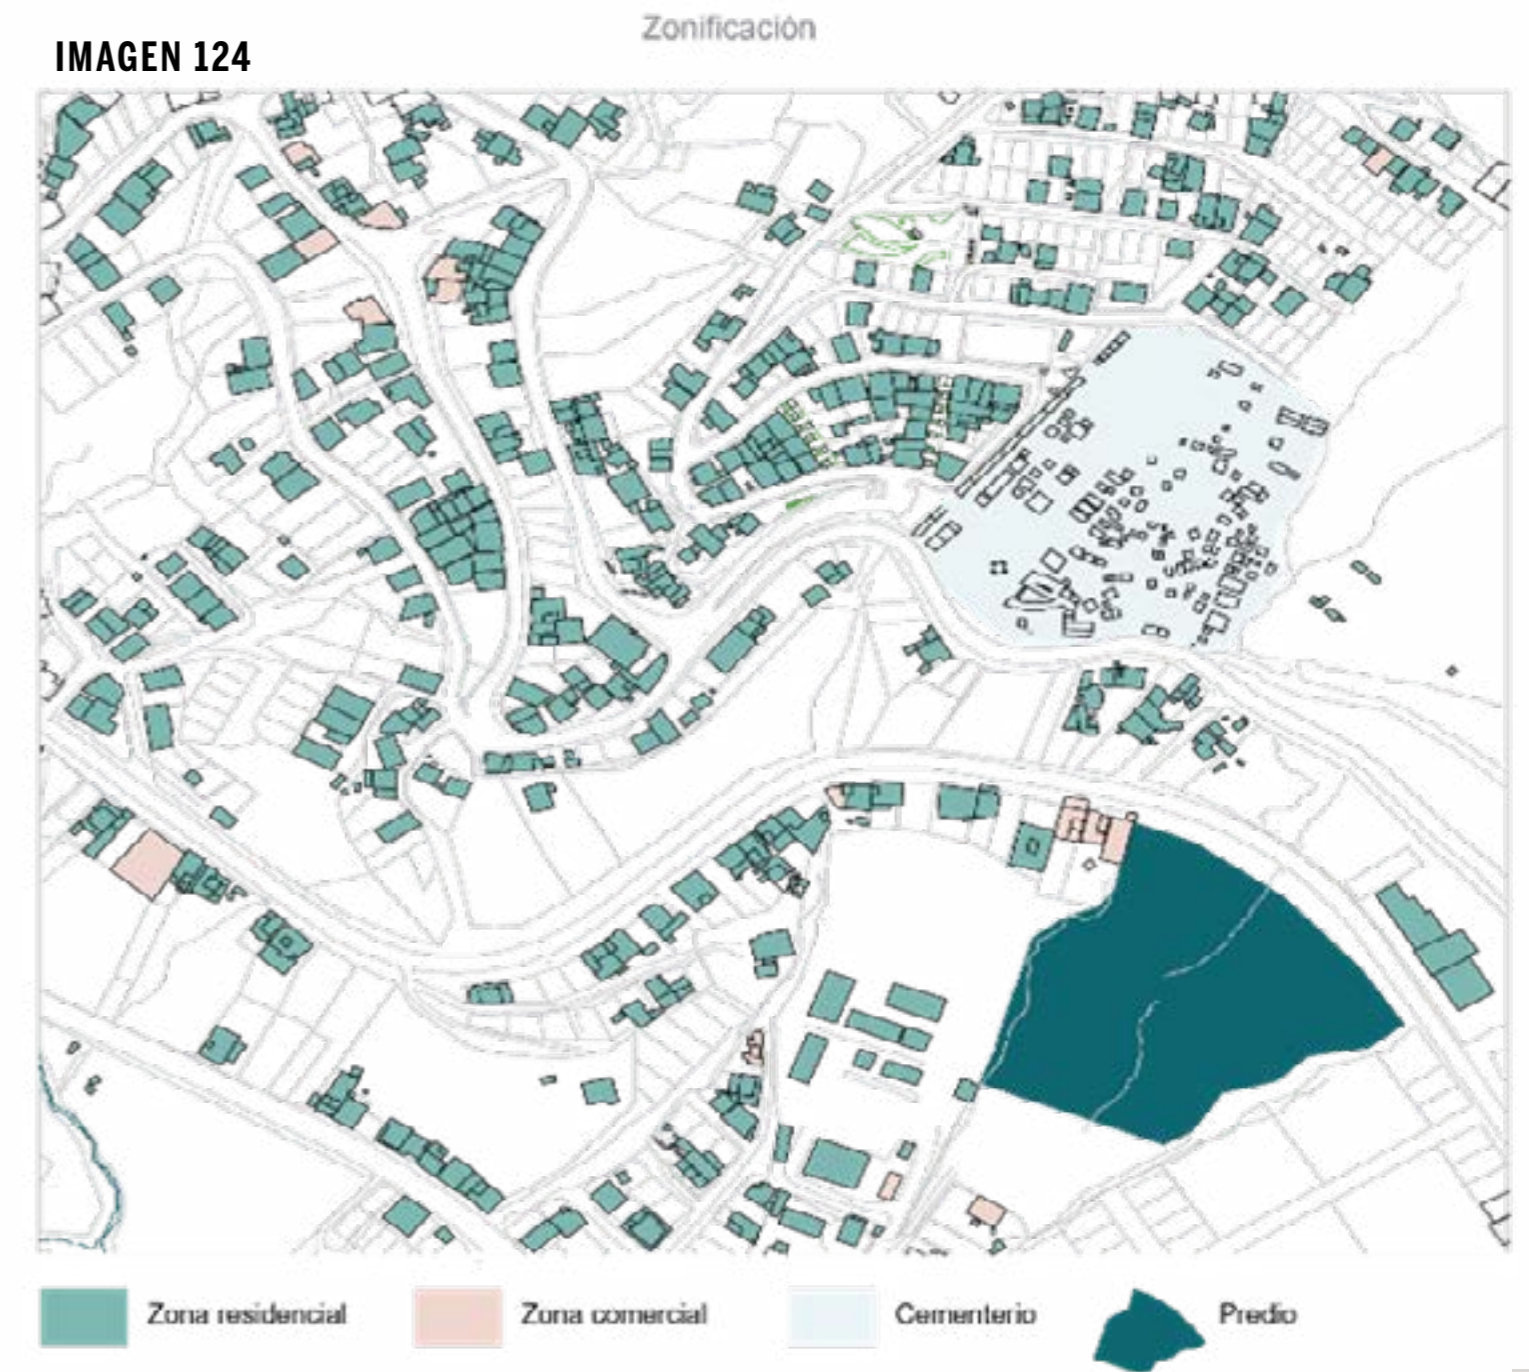 Zonificación
IMAGEN 124
Zona residencial
Zona comercial
Cementerio
Predio